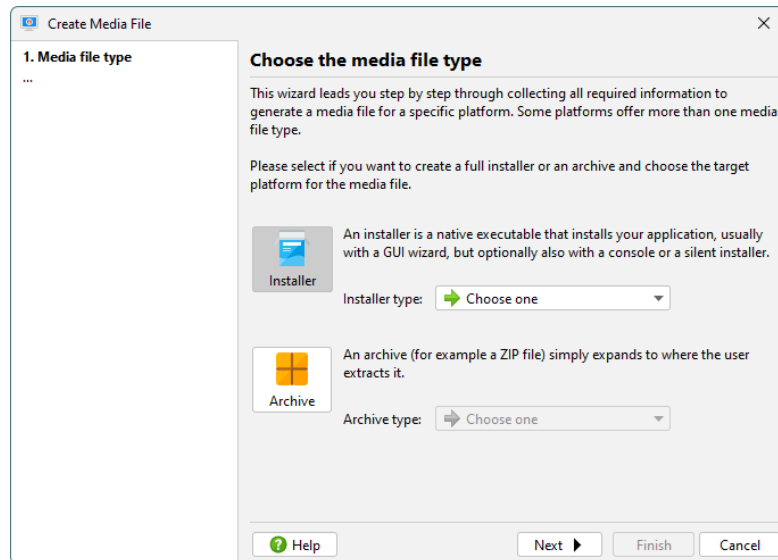 Create Media File
1. Media file type
...
Choose the media file type
This wizard leads you step by step through collecting all required information to
generate a media file for a specific platform. Some platforms offer more than one media
file type.
Please select if you want to create a full installer or an archive and choose the target
platform for the media file.
Installer
An installer is a native executable that installs your application, usually
with a GUI wizard, but optionally also with a console or a silent installer.
Installer type: Choose one
Archive
An archive (for example a ZIP file) simply expands to where the user
extracts it.
Archive type: Choose one
Help Next Finish Cancel